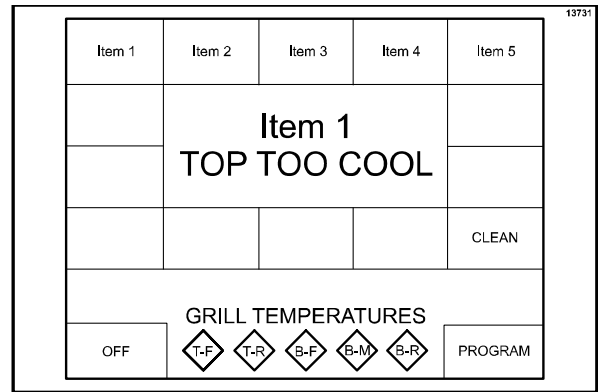 13731
Item 1 Item 2 Item 3 Item 4 Item 5
Item 1
TOP TOO COOL
CLEAN
GRILL TEMPERATURES
OFF T-F T-R B-F B-M B-R PROGRAM